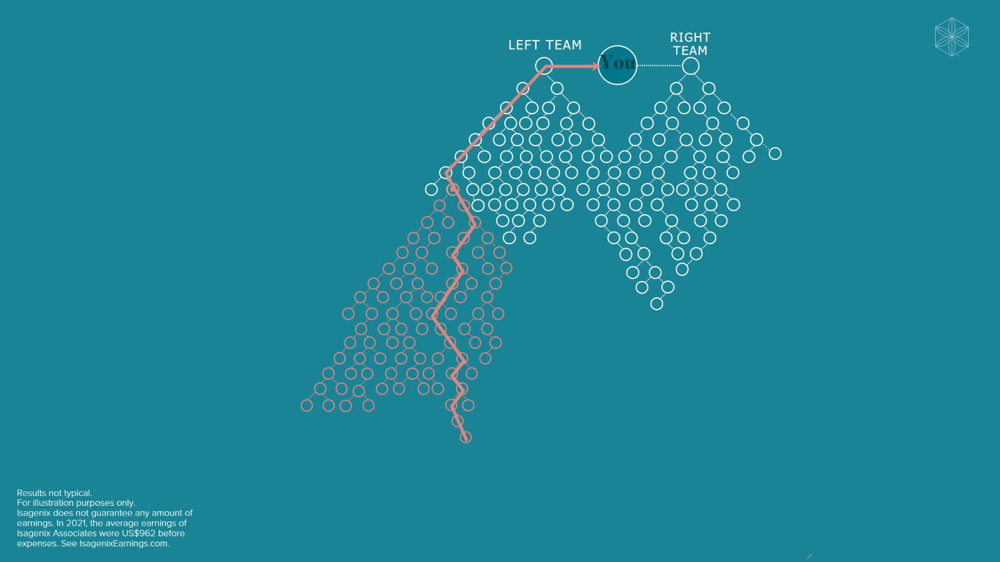 LEFT TEAM
RIGHT
TEAM
You
Results not typical.
For illustration purposes only.
Isagenix does not guarantee any amount of
earnings. In 2021, the average earnings of
Isagenix Associates were US$962 before
expenses. See IsagenixEarnings.com.